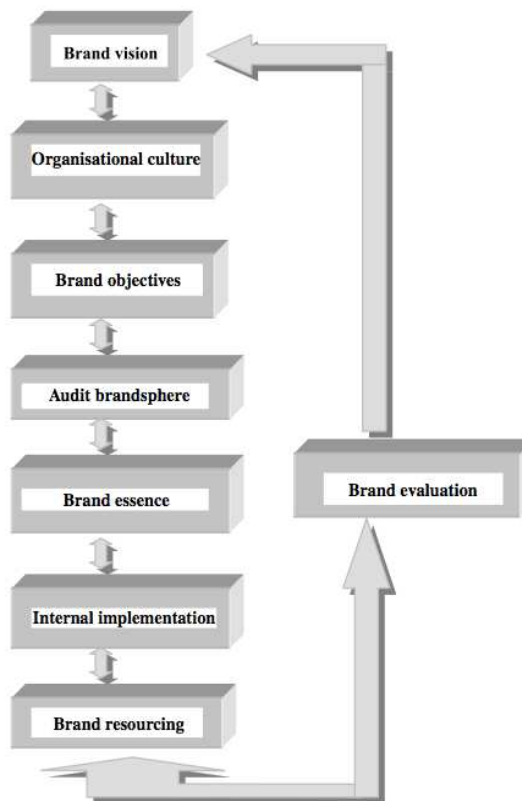 Brand vision
Organisational culture
Brand objectives
Audit brandsphere
Brand essence
Brand evaluation
Internal implementation
Brand resourcing